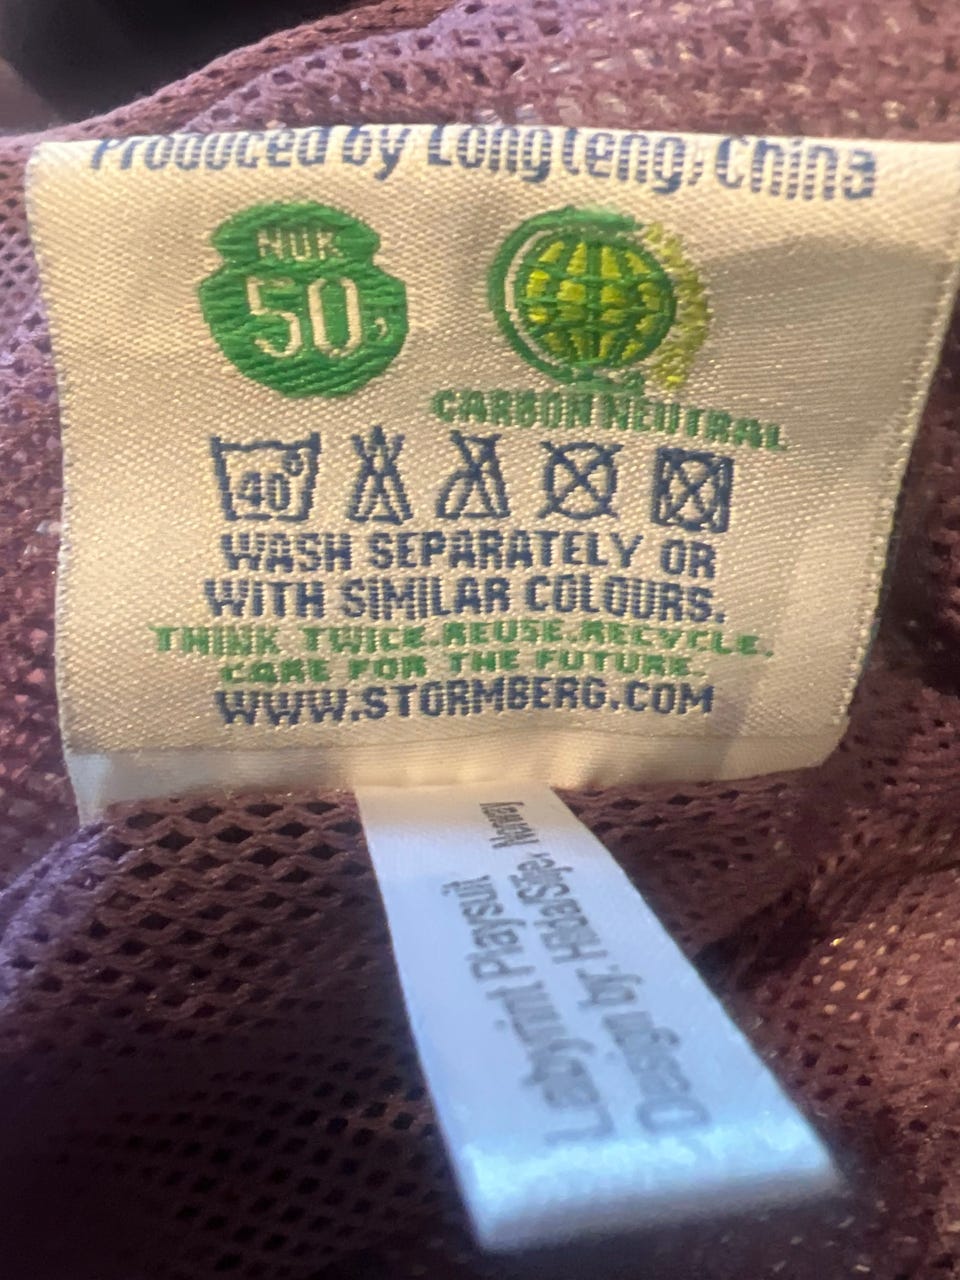 Produced by Longteng, China
NOK
50,-
CARBON NEUTRAL
40°
WASH SEPARATELY OR
WITH SIMILAR COLOURS.
THINK TWICE.REUSE.RECYCLE.
CARE FOR THE FUTURE.
WWW.STORMBERG.COM
Labyrint Playsuit
Design by: Norway